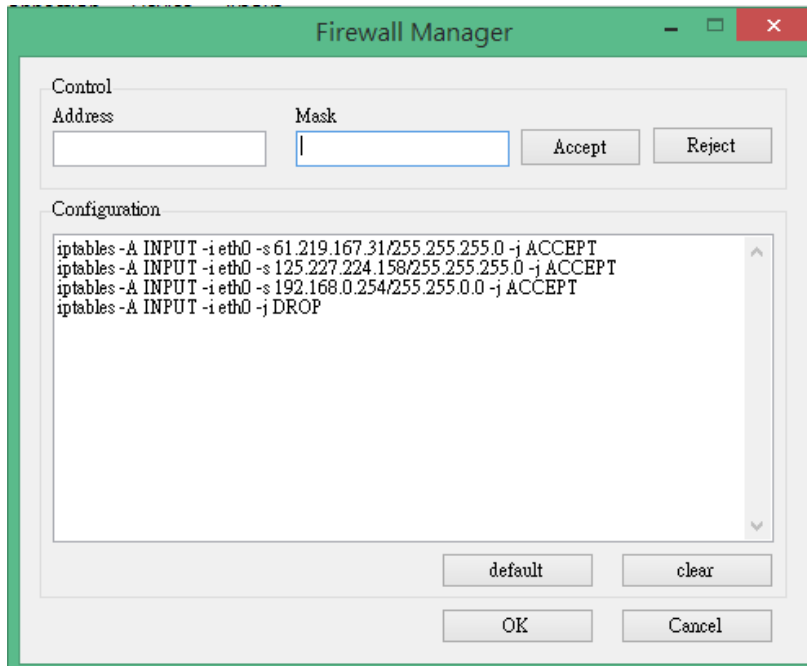 Firewall Manager
Control
Address
Mask
Accept
Reject
Configuration
iptables -A INPUT -i eth0 -s 61.219.167.31/255.255.255.0 -j ACCEPT
iptables -A INPUT -i eth0 -s 125.227.224.158/255.255.255.0 -j ACCEPT
iptables -A INPUT -i eth0 -s 192.168.0.254/255.255.0.0 -j ACCEPT
iptables -A INPUT -i eth0 -j DROP
default
clear
OK
Cancel